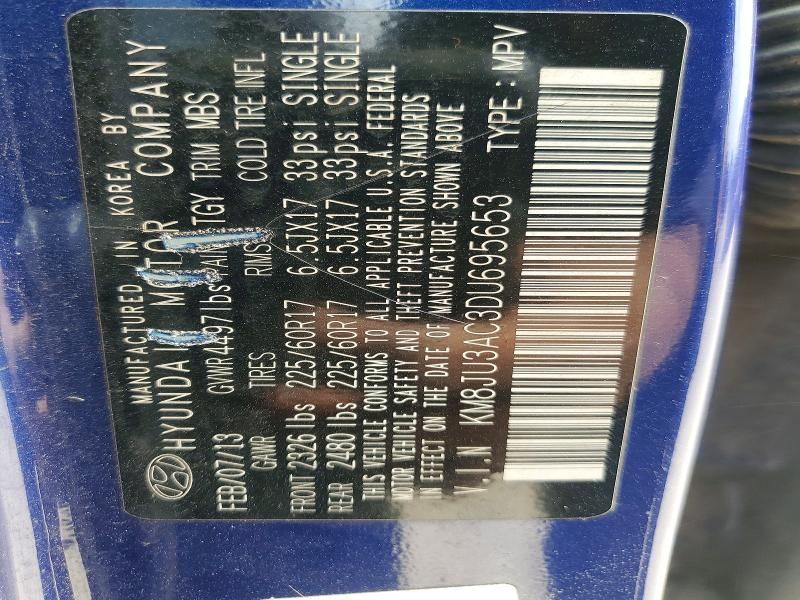 MANUFACTURED IN KOREA BY
HYUNDAI MOTOR COMPANY
FEB/07/13 GVWR 4497lbs TGY TRIM MBS
GAWR TIRES RIMS COLD TIRE INFL
FRONT 2326 lbs 225/60R17 6.5JX17 33psi SINGLE
REAR 2480 lbs 225/60R17 6.5JX17 33psi SINGLE
THIS VEHICLE CONFORMS TO ALL APPLICABLE U.S.A. FEDERAL
MOTOR VEHICLE SAFETY AND THEFT PREVENTION STANDARDS
IN EFFECT ON THE DATE OF MANUFACTURE SHOWN ABOVE
V.I.N KM8JU3AC3DU695653 TYPE: MPV